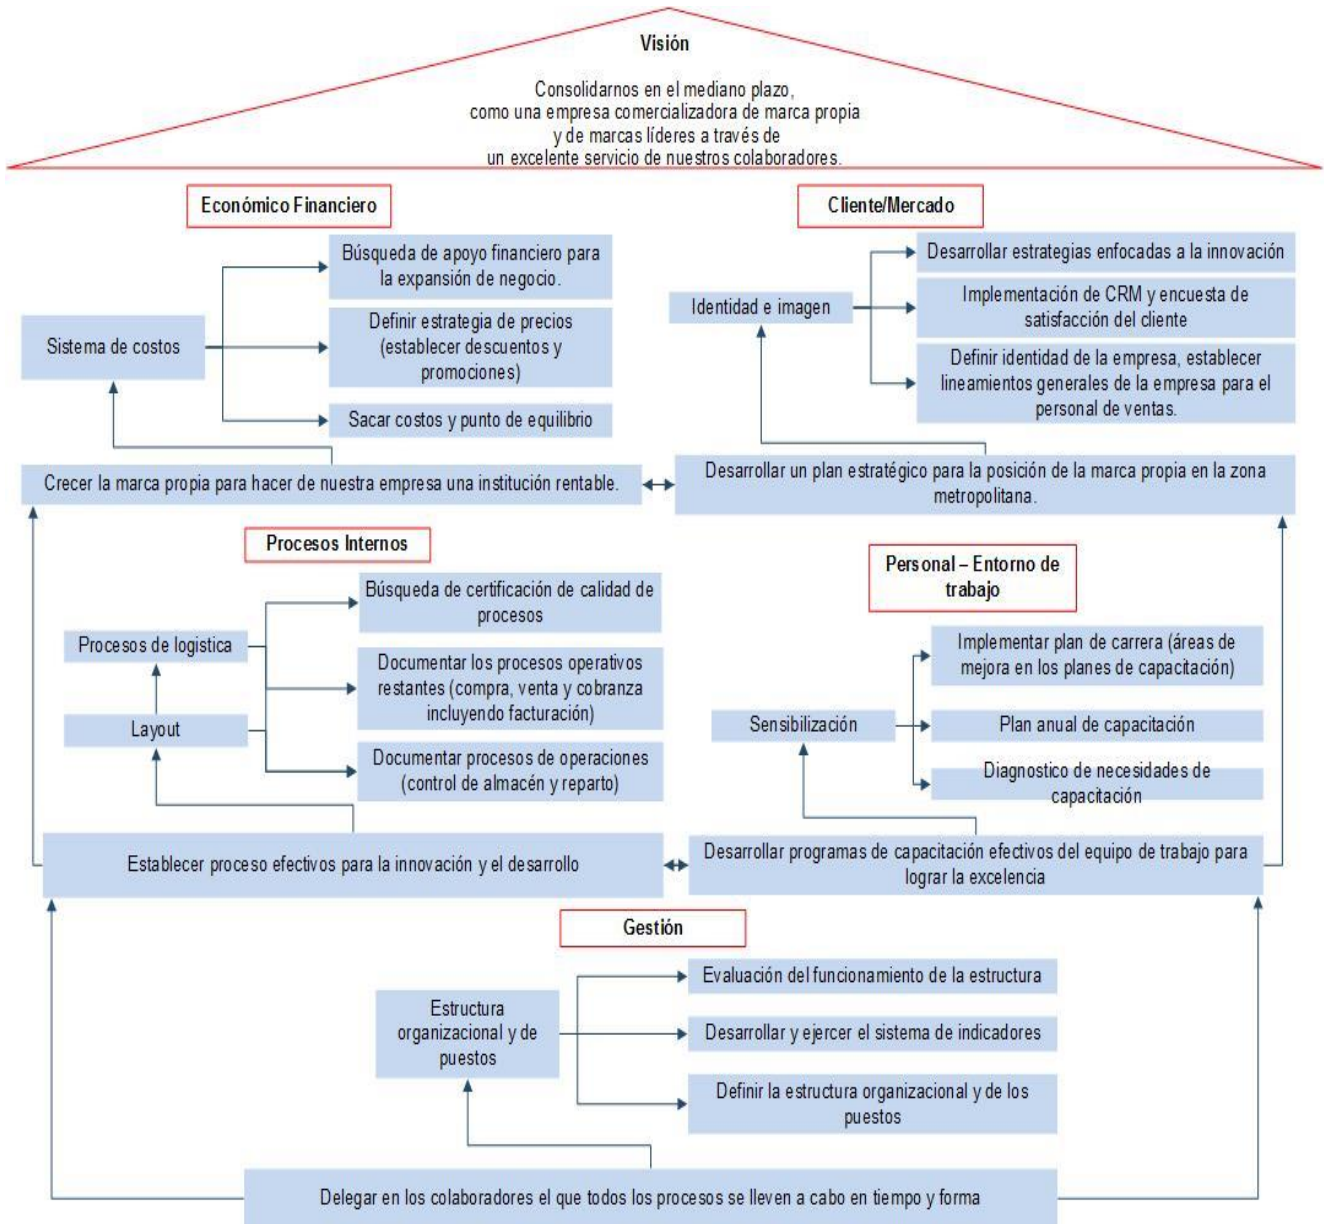 Visión
Consolidarnos en el mediano plazo,
como una empresa comercializadora de marca propia
y de marcas líderes a través de
un excelente servicio de nuestros colaboradores.
Económico Financiero
Búsqueda de apoyo financiero para
la expansión de negocio.
Sistema de costos
Definir estrategia de precios
(establecer descuentos y
promociones)
Sacar costos y punto de equilibrio
Crecer la marca propia para hacer de nuestra empresa una institución rentable.
Cliente/Mercado
Desarrollar estrategias enfocadas a la innovación
Identidad e imagen
Implementación de CRM y encuesta de
satisfacción del cliente
Definir identidad de la empresa, establecer
lineamientos generales de la empresa para el
personal de ventas.
Desarrollar un plan estratégico para la posición de la marca propia en la zona
metropolitana.
Procesos Internos
Búsqueda de certificación de calidad de
procesos
Procesos de logistica
Documentar los procesos operativos
restantes (compra, venta y cobranza
incluyendo facturación)
Layout
Documentar procesos de operaciones
(control de almacén y reparto)
Establecer proceso efectivos para la innovación y el desarrollo
Personal – Entorno de
trabajo
Implementar plan de carrera (áreas de
mejora en los planes de capacitación)
Sensibilización
Plan anual de capacitación
Diagnostico de necesidades de
capacitación
Desarrollar programas de capacitación efectivos del equipo de trabajo para
lograr la excelencia
Gestión
Evaluación del funcionamiento de la estructura
Estructura
organizacional y de
puestos
Desarrollar y ejercer el sistema de indicadores
Definir la estructura organizacional y de los
puestos
Delegar en los colaboradores el que todos los procesos se lleven a cabo en tiempo y forma